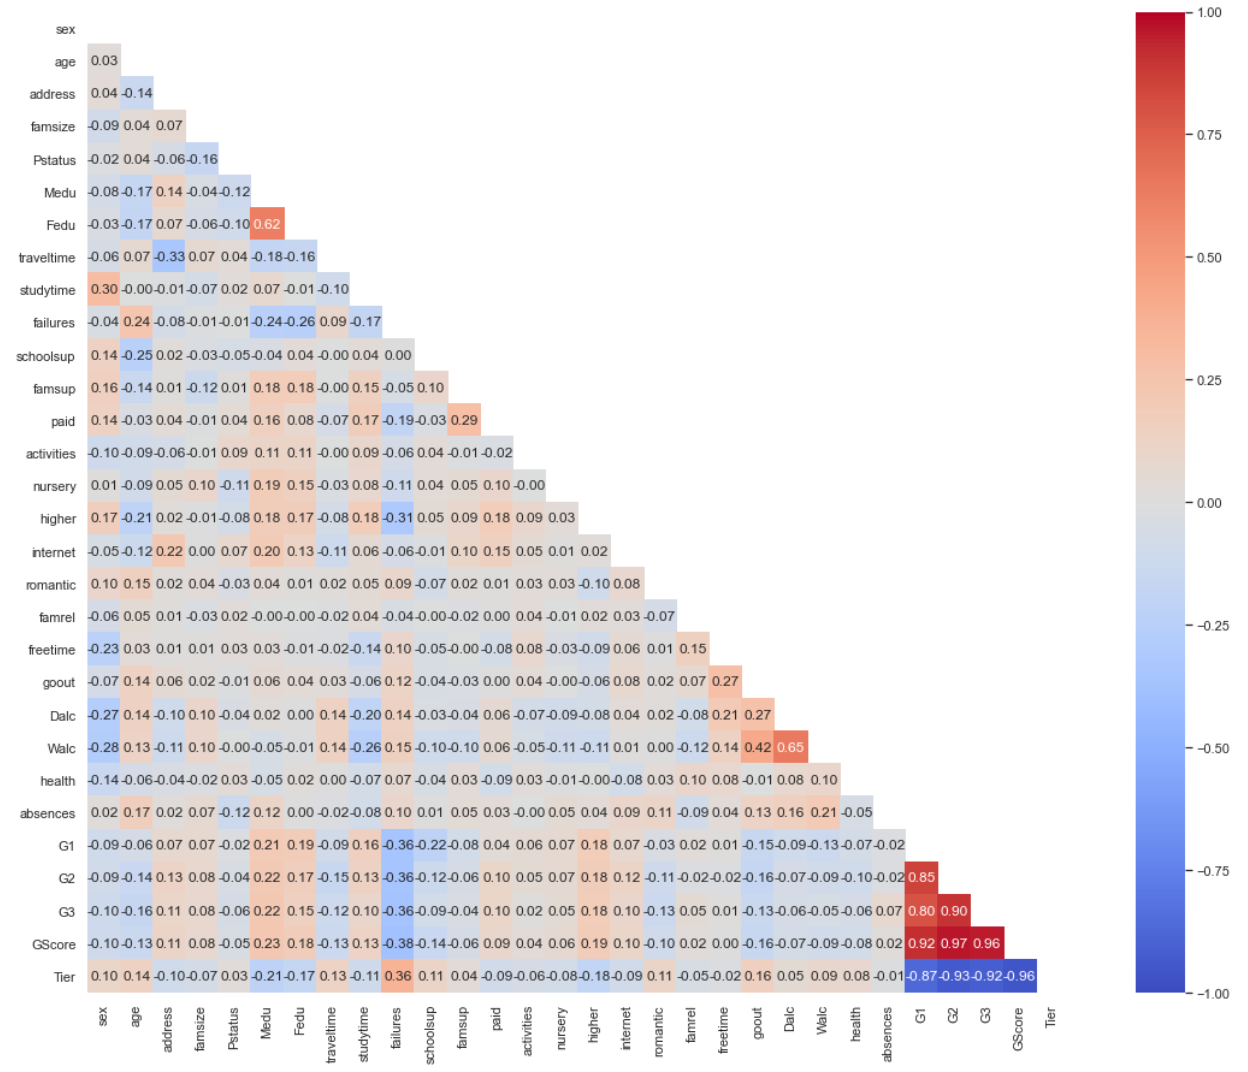 1.00
sex
age 0.03
address 0.04 -0.14
0.75
famsize -0.09 0.04 0.07
Pstatus -0.02 0.04 -0.06 -0.16
Medu -0.08 -0.17 0.14 -0.04 -0.12
Fedu -0.03 -0.17 0.07 -0.06 -0.10 0.62
0.50
traveltime -0.06 0.07 -0.33 0.07 0.04 -0.18 -0.16
studytime 0.30 -0.00 -0.01 -0.07 0.02 0.07 -0.01 -0.10
failures -0.04 0.24 -0.08 -0.01 -0.01 -0.24 -0.26 0.09 -0.17
schoolsup 0.14 -0.25 0.02 -0.03 -0.05 -0.04 0.04 -0.00 0.04 0.00
0.25
famsup 0.16 -0.14 0.01 -0.12 0.01 0.18 0.18 -0.00 0.15 -0.05 0.10
paid 0.14 -0.03 0.04 -0.01 0.04 0.16 0.08 -0.07 0.17 -0.19 -0.03 0.29
activities -0.10 -0.09 -0.06 -0.01 0.09 0.11 0.11 -0.00 0.09 -0.06 0.04 -0.01 -0.02
nursery 0.01 -0.09 0.05 0.10 -0.11 0.19 0.15 -0.03 0.08 -0.11 0.04 0.05 0.10 -0.00
0.00
higher 0.17 -0.21 0.02 -0.01 -0.08 0.18 0.17 -0.08 0.18 -0.31 0.05 0.09 0.18 0.09 0.03
internet -0.05 -0.12 0.22 0.00 0.07 0.20 0.13 -0.11 0.06 -0.06 -0.01 0.10 0.15 0.05 0.01 0.02
romantic 0.10 0.15 0.02 0.04 -0.03 0.04 0.01 0.02 0.05 0.09 -0.07 0.02 0.01 0.03 0.03 -0.10 0.08
famrel -0.06 0.05 0.01 -0.03 0.02 -0.00 -0.00 -0.02 0.04 -0.04 -0.00 -0.02 0.00 0.04 -0.01 0.02 0.03 -0.07
−0.25
freetime -0.23 0.03 0.01 0.01 0.03 0.03 -0.01 -0.02 -0.14 0.10 -0.05 -0.00 -0.08 0.08 -0.03 -0.09 0.06 0.01 0.15
goout -0.07 0.14 0.06 0.02 -0.01 0.06 0.04 0.03 -0.06 0.12 -0.04 -0.03 0.00 0.04 -0.00 -0.06 0.08 0.02 0.07 0.27
Dalc -0.27 0.14 -0.10 0.10 -0.04 0.02 0.00 0.14 -0.20 0.14 -0.03 -0.04 0.06 -0.07 -0.09 -0.08 0.04 0.02 -0.08 0.21 0.27
Walc -0.28 0.13 -0.11 0.10 -0.00 -0.05 -0.01 0.14 -0.26 0.15 -0.10 -0.10 0.06 -0.05 -0.11 -0.11 0.01 0.00 -0.12 0.14 0.42 0.65
−0.50
health -0.14 -0.06 -0.04 -0.02 0.03 -0.05 0.02 0.00 -0.07 0.07 -0.04 0.03 -0.09 0.03 -0.01 -0.00 -0.08 0.03 0.10 0.08 -0.01 0.08 0.10
absences 0.02 0.17 0.02 0.07 -0.12 0.12 0.00 -0.02 -0.08 0.10 0.01 0.05 0.03 -0.00 0.05 0.04 0.09 0.11 -0.09 0.04 0.13 0.16 0.21 -0.05
G1 -0.09 -0.06 0.07 0.07 -0.02 0.21 0.19 -0.09 0.16 -0.36 -0.22 -0.08 0.04 0.06 0.07 0.18 0.07 -0.03 0.02 0.01 -0.15 -0.09 -0.13 -0.07 -0.02
−0.75
G2 -0.09 -0.14 0.13 0.08 -0.04 0.22 0.17 -0.15 0.13 -0.36 -0.12 -0.06 0.10 0.05 0.07 0.18 0.12 -0.11 -0.02 -0.02 -0.16 -0.07 -0.09 -0.10 -0.02 0.85
G3 -0.10 -0.16 0.11 0.08 -0.06 0.22 0.15 -0.12 0.10 -0.36 -0.09 -0.04 0.10 0.02 0.05 0.18 0.10 -0.13 0.05 0.01 -0.13 -0.06 -0.05 -0.06 0.07 0.80 0.90
GScore -0.10 -0.13 0.11 0.08 -0.05 0.23 0.18 -0.13 0.13 -0.38 -0.14 -0.06 0.09 0.04 0.06 0.19 0.10 -0.10 0.02 0.00 -0.16 -0.07 -0.09 -0.08 0.02 0.92 0.97 0.96
Tier 0.10 0.14 -0.10 -0.07 0.03 -0.21 -0.17 0.13 -0.11 0.36 0.11 0.04 -0.09 -0.06 -0.08 -0.18 -0.09 0.11 -0.05 -0.02 0.16 0.05 0.09 0.08 -0.01 -0.87 -0.93 -0.92 -0.96
−1.00
sex age address famsize Pstatus Medu Fedu traveltime studytime failures schoolsup famsup paid activities nursery higher internet romantic famrel freetime goout Dalc Walc health absences G1 G2 G3 GScore Tier